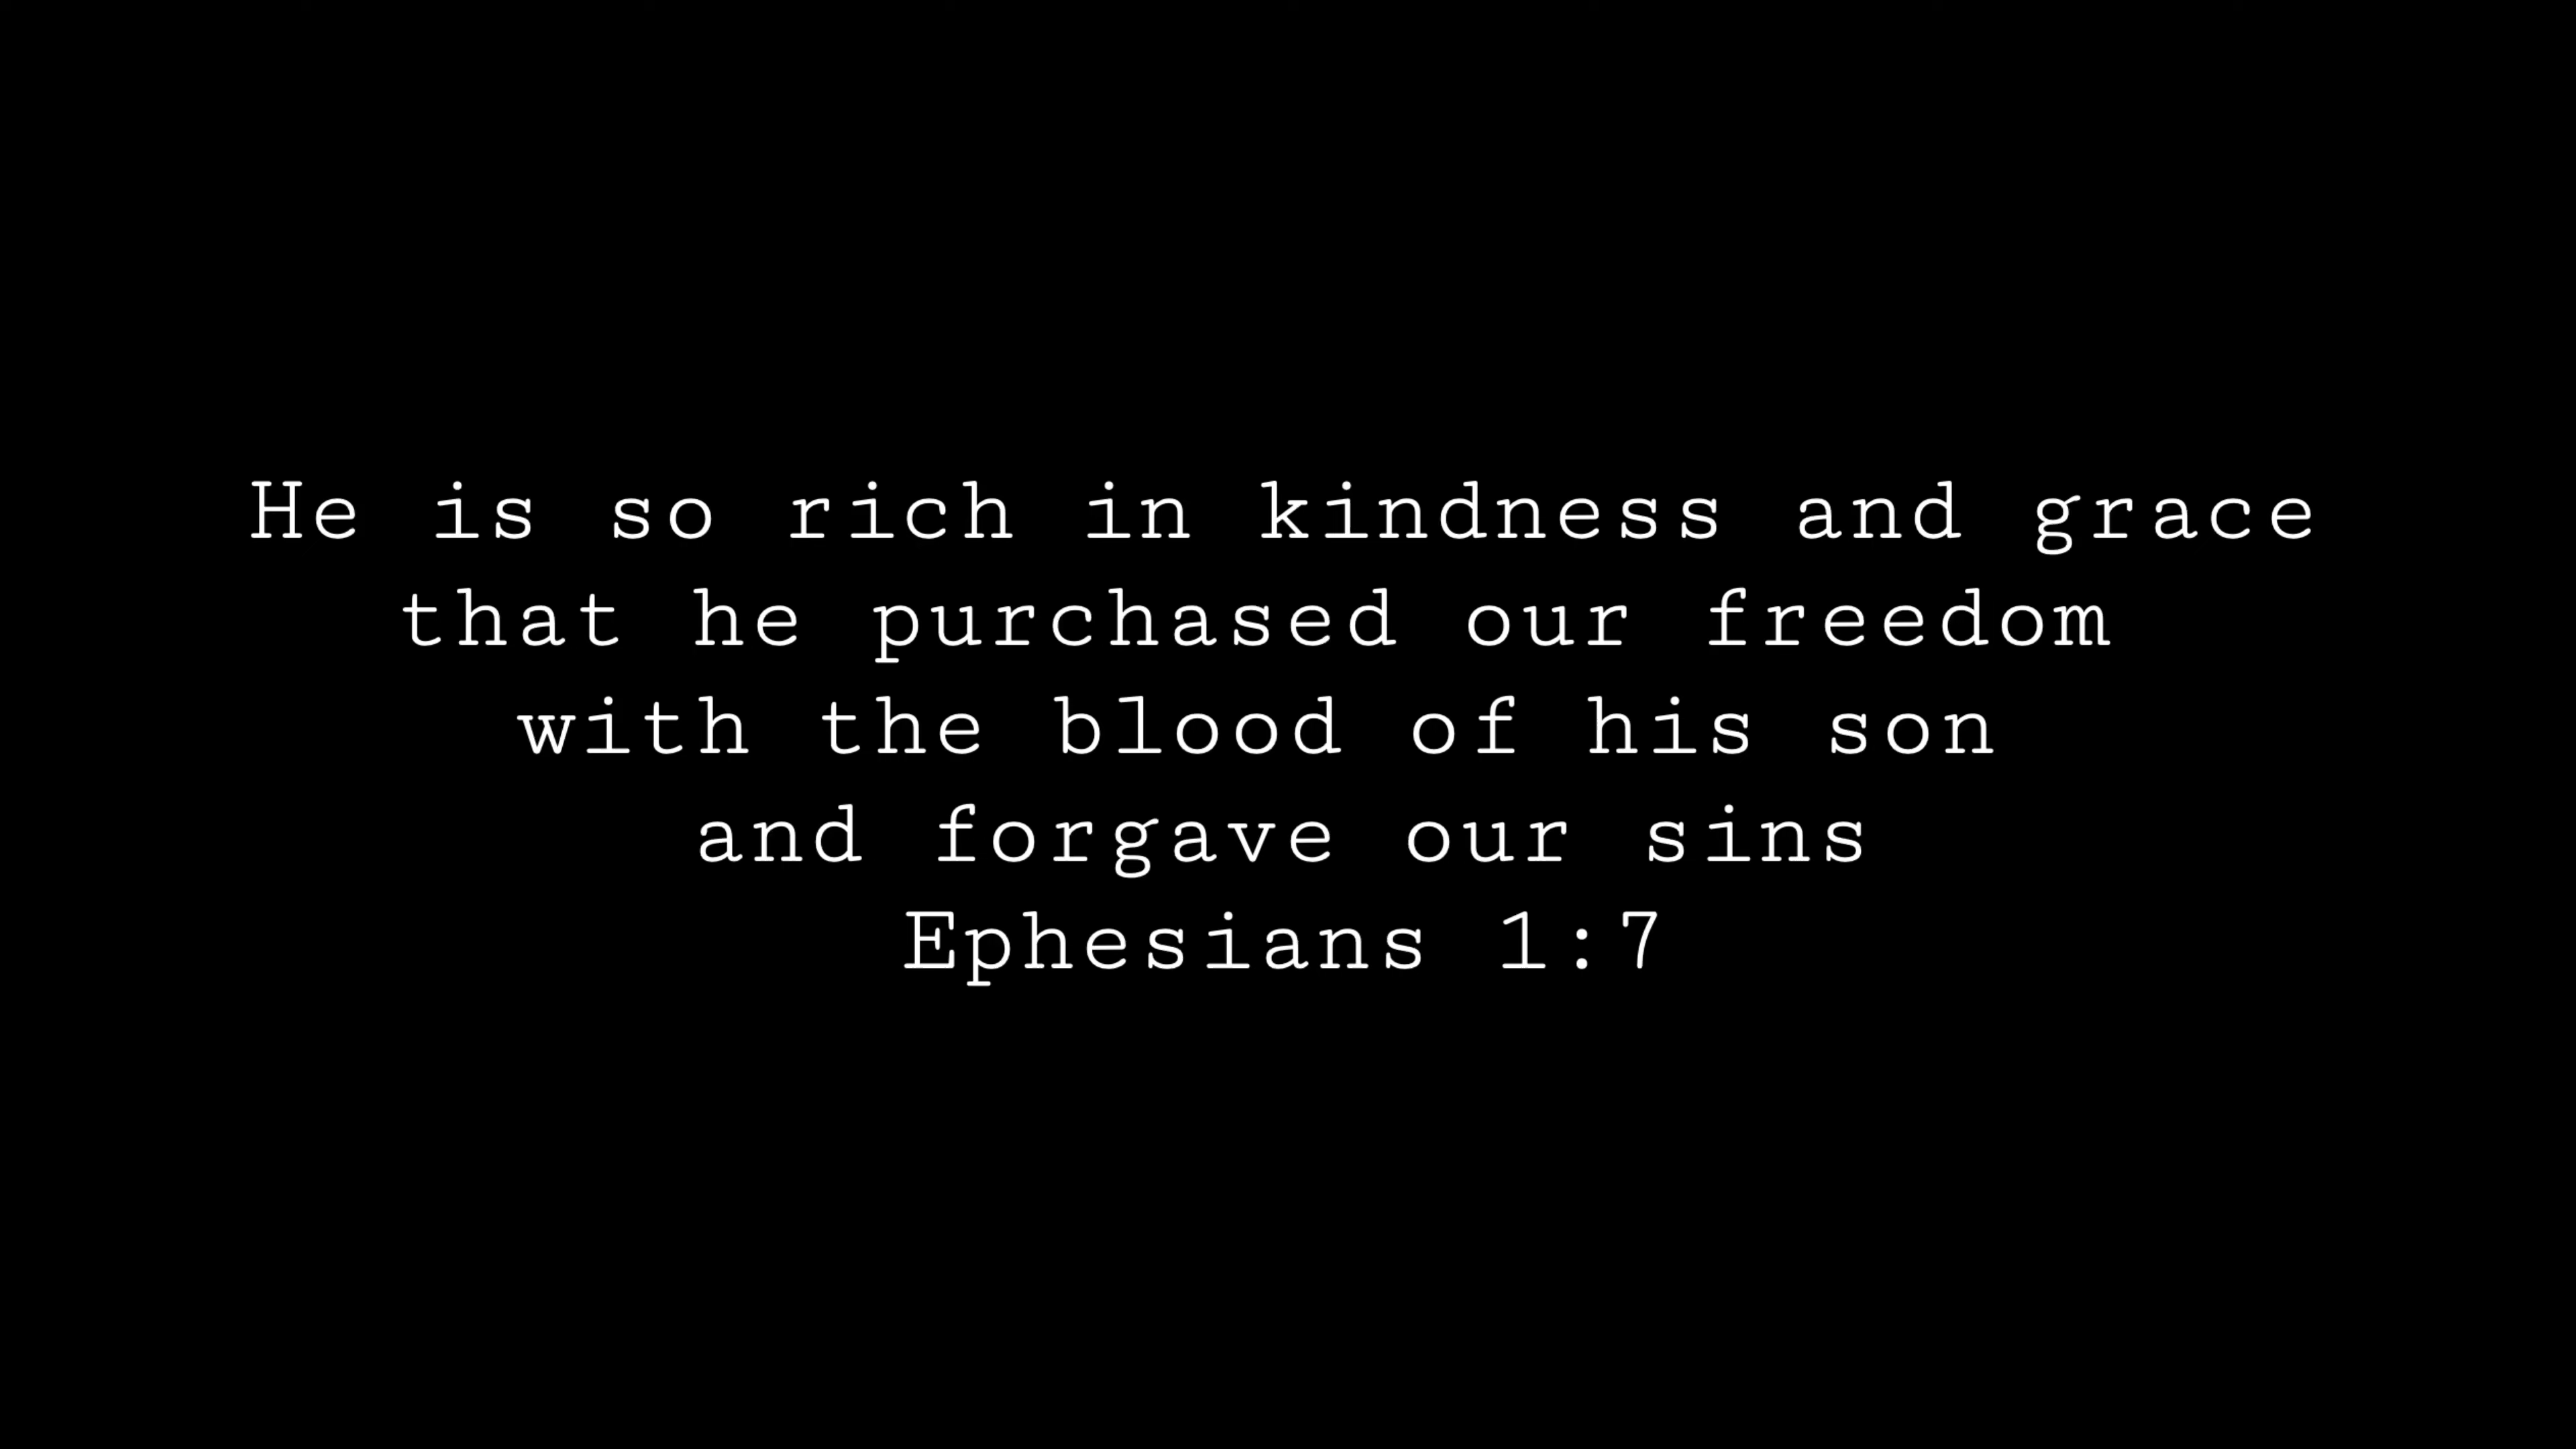 He is so rich in kindness and grace
that he purchased our freedom
with the blood of his son
and forgave our sins
Ephesians 1:7